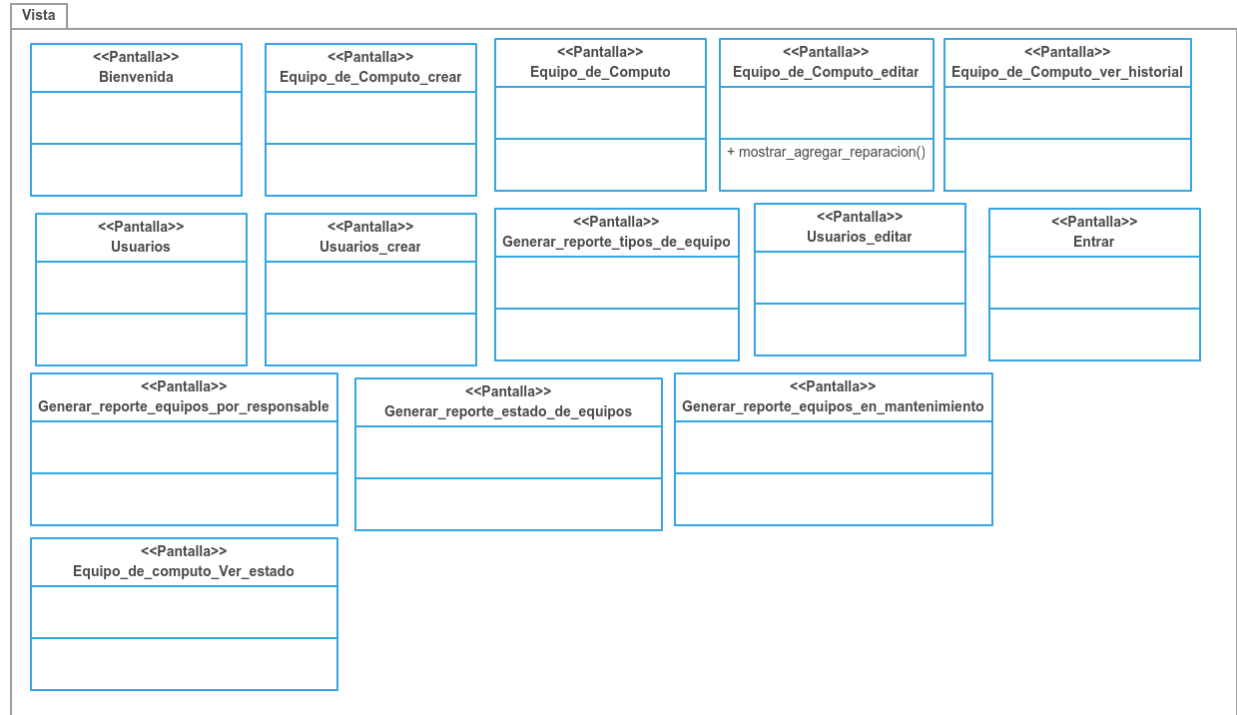 Vista
<<Pantalla>>
Bienvenida
<<Pantalla>>
Equipo_de_Computo_crear
<<Pantalla>>
Equipo_de_Computo
<<Pantalla>>
Equipo_de_Computo_editar
+ mostrar_agregar_reparacion()
<<Pantalla>>
Equipo_de_Computo_ver_historial
<<Pantalla>>
Usuarios
<<Pantalla>>
Usuarios_crear
<<Pantalla>>
Generar_reporte_tipos_de_equipo
<<Pantalla>>
Usuarios_editar
<<Pantalla>>
Entrar
<<Pantalla>>
Generar_reporte_equipos_por_responsable
<<Pantalla>>
Generar_reporte_estado_de_equipos
<<Pantalla>>
Generar_reporte_equipos_en_mantenimiento
<<Pantalla>>
Equipo_de_computo_Ver_estado